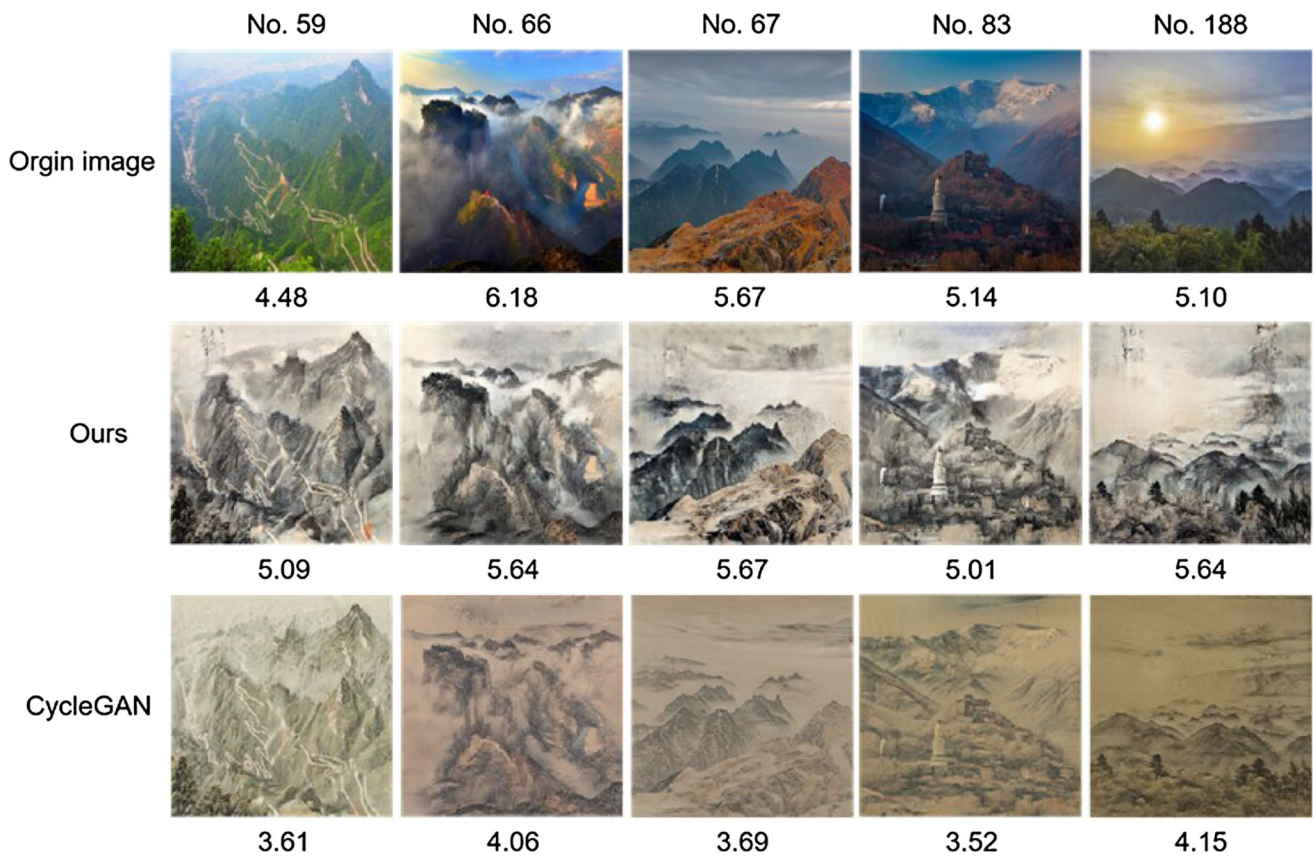 No. 59 No. 66 No. 67 No. 83 No. 188
Orgin image
4.48 6.18 5.67 5.14 5.10
Ours
5.09 5.64 5.67 5.01 5.64
CycleGAN
3.61 4.06 3.69 3.52 4.15